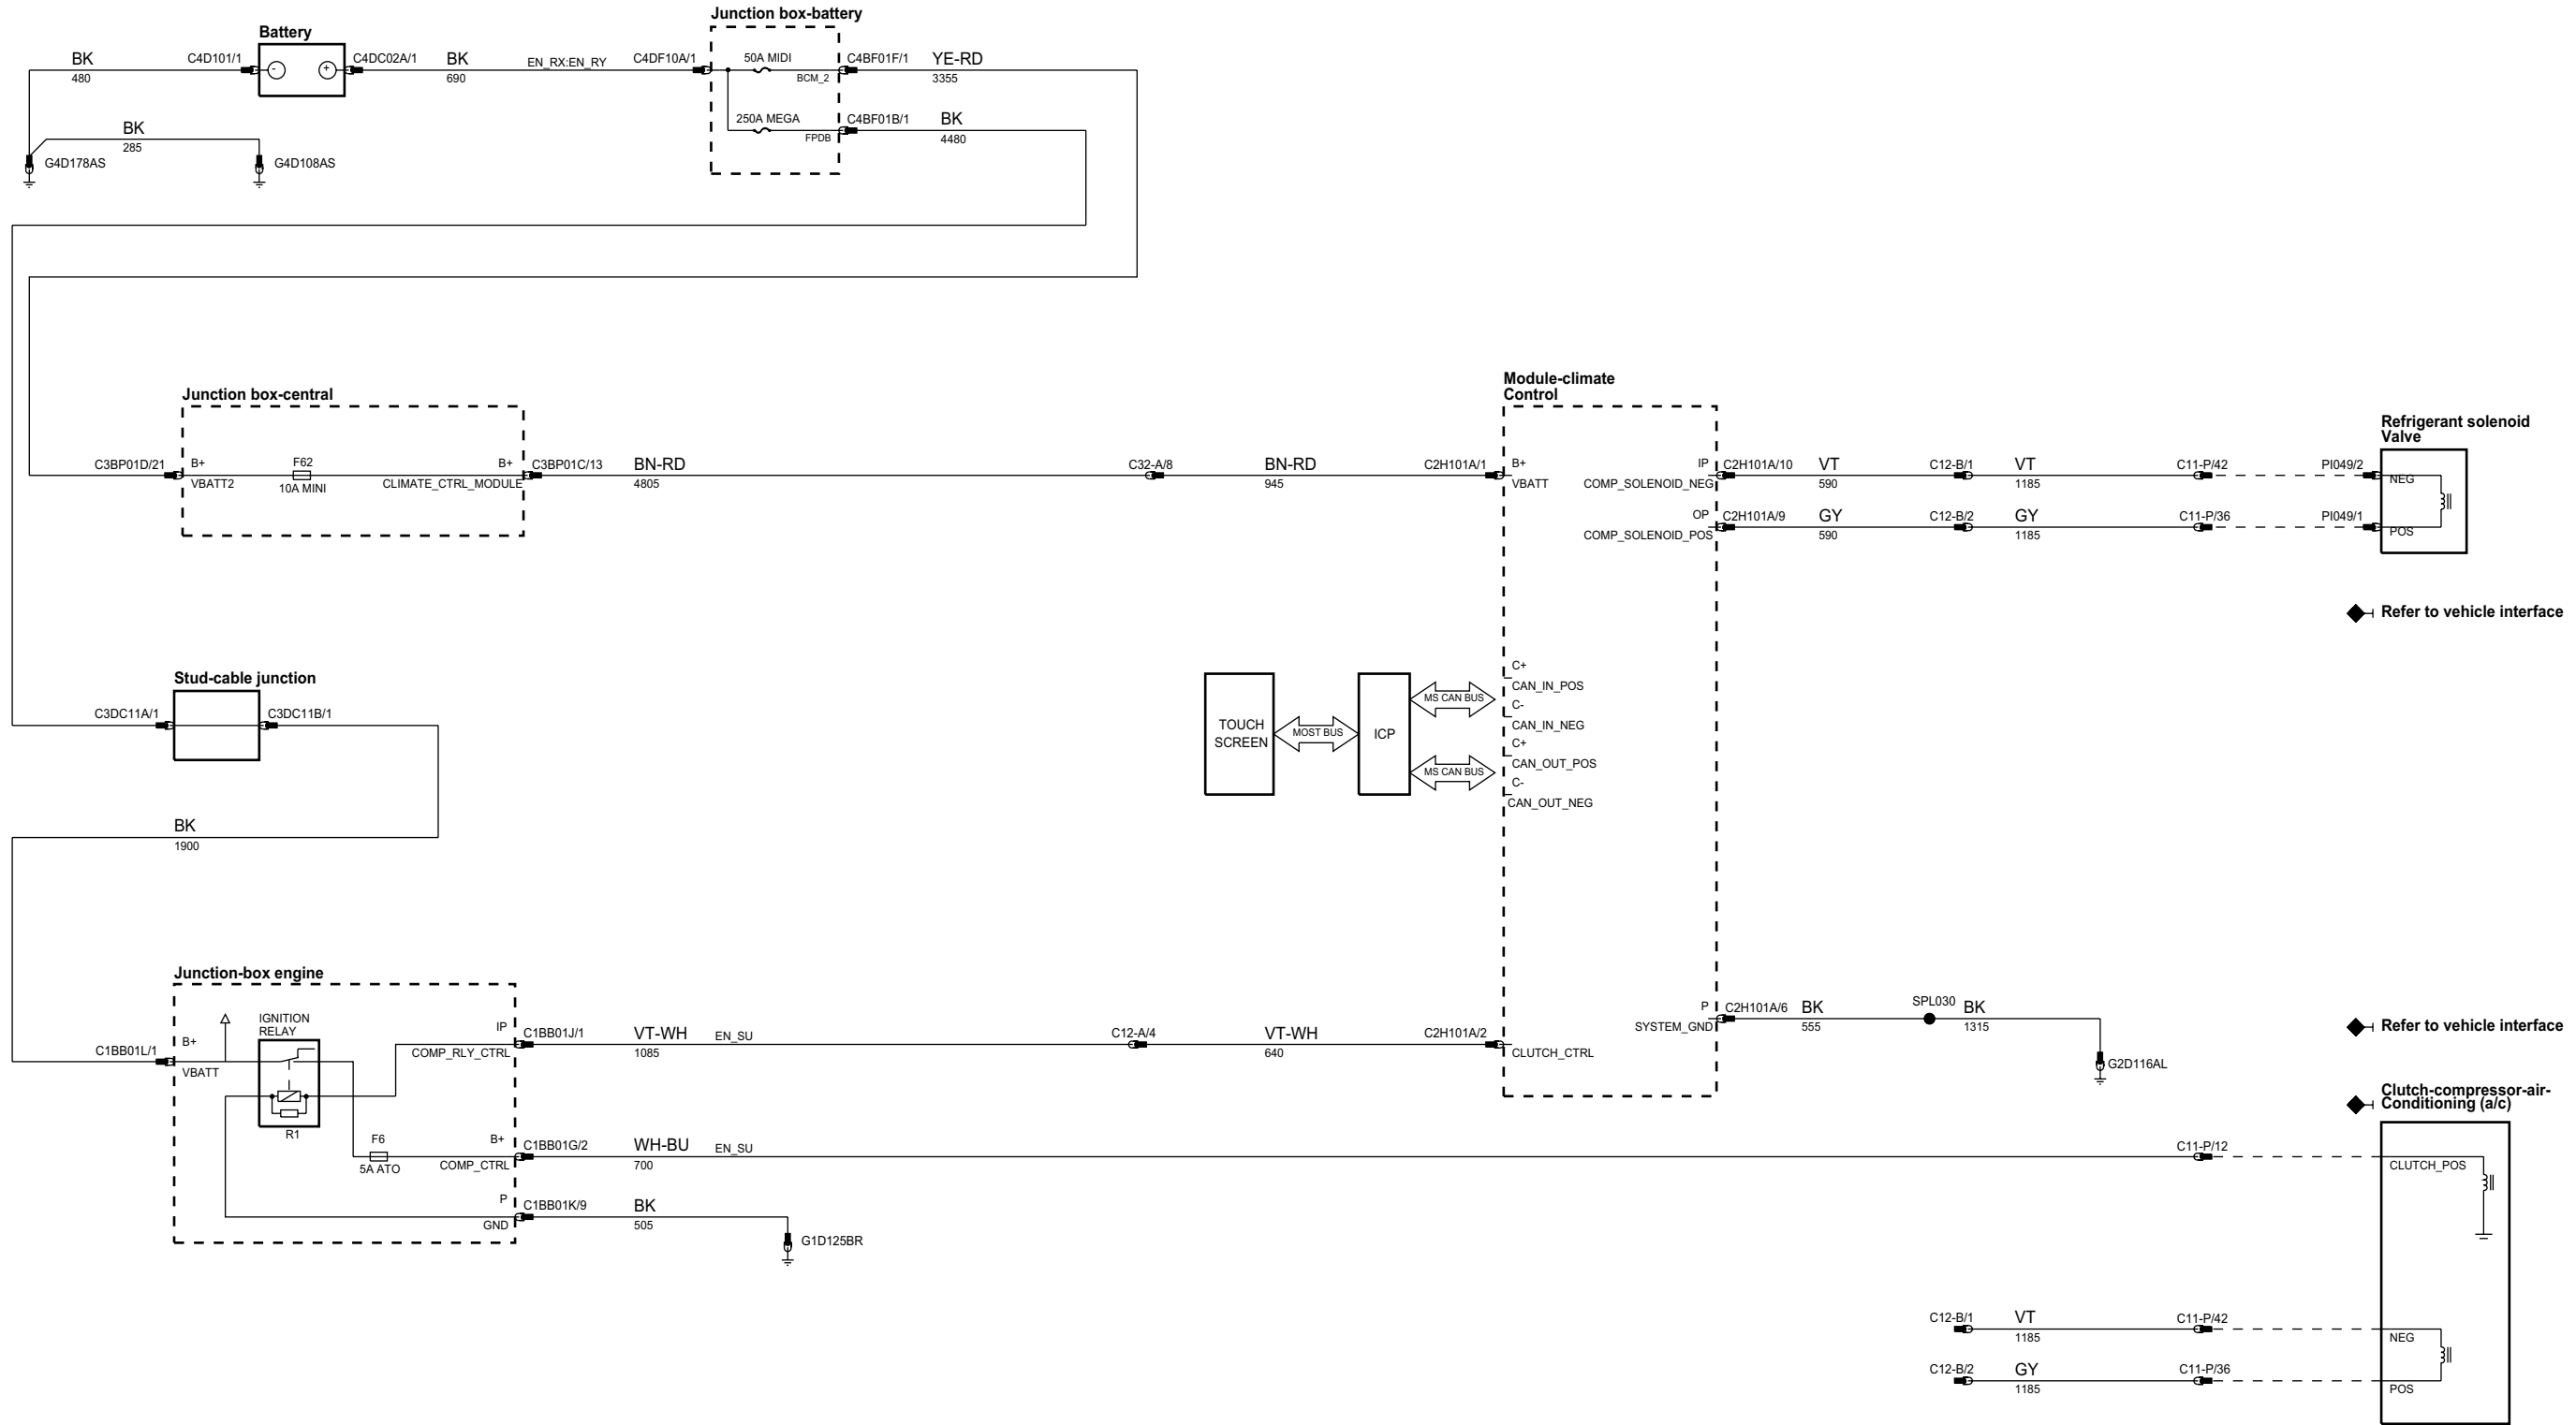 Junction box-battery
Battery
BK
480
C4D101/1
-
+
C4DC02A/1
BK
690
EN_RX:EN_RY
C4DF10A/1
50A MIDI
BCM_2
C4BF01F/1
YE-RD
3355
250A MEGA
FPDB
C4BF01B/1
BK
4480
BK
285
G4D178AS
G4D108AS
Junction box-central
C3BP01D/21
B+
VBATT2
F62
10A MINI
B+
CLIMATE_CTRL_MODULE
C3BP01C/13
BN-RD
4805
C32-A/8
BN-RD
945
C2H101A/1
Module-climate
Control
B+
VBATT
IP
COMP_SOLENOID_NEG
C2H101A/10
VT
590
C12-B/1
VT
1185
C11-P/42
PI049/2
Refrigerant solenoid
Valve
NEG
OP
COMP_SOLENOID_POS
C2H101A/9
GY
590
C12-B/2
GY
1185
C11-P/36
PI049/1
POS
Refer to vehicle interface
Stud-cable junction
C3DC11A/1
C3DC11B/1
TOUCH
SCREEN
MOST BUS
ICP
MS CAN BUS
MS CAN BUS
C+
CAN_IN_POS
C-
CAN_IN_NEG
C+
CAN_OUT_POS
C-
CAN_OUT_NEG
BK
1900
Junction-box engine
C1BB01L/1
B+
VBATT
IGNITION
RELAY
R1
IP
COMP_RLY_CTRL
C1BB01J/1
VT-WH
1085
EN_SU
C12-A/4
VT-WH
640
C2H101A/2
CLUTCH_CTRL
P
SYSTEM_GND
C2H101A/6
BK
555
SPL030
BK
1315
G2D116AL
Refer to vehicle interface
Clutch-compressor-air-
Conditioning (a/c)
F6
5A ATO
B+
COMP_CTRL
C1BB01G/2
WH-BU
700
EN_SU
C11-P/12
CLUTCH_POS
P
GND
C1BB01K/9
BK
505
G1D125BR
C12-B/1
VT
1185
C11-P/42
NEG
C12-B/2
GY
1185
C11-P/36
POS